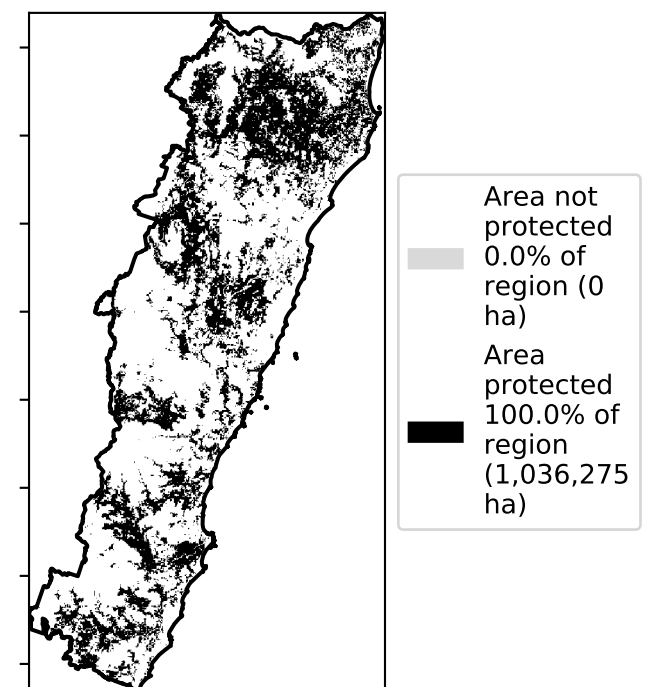 Area not
protected
0.0% of
region (0
ha)
Area
protected
100.0% of
region
(1,036,275
ha)